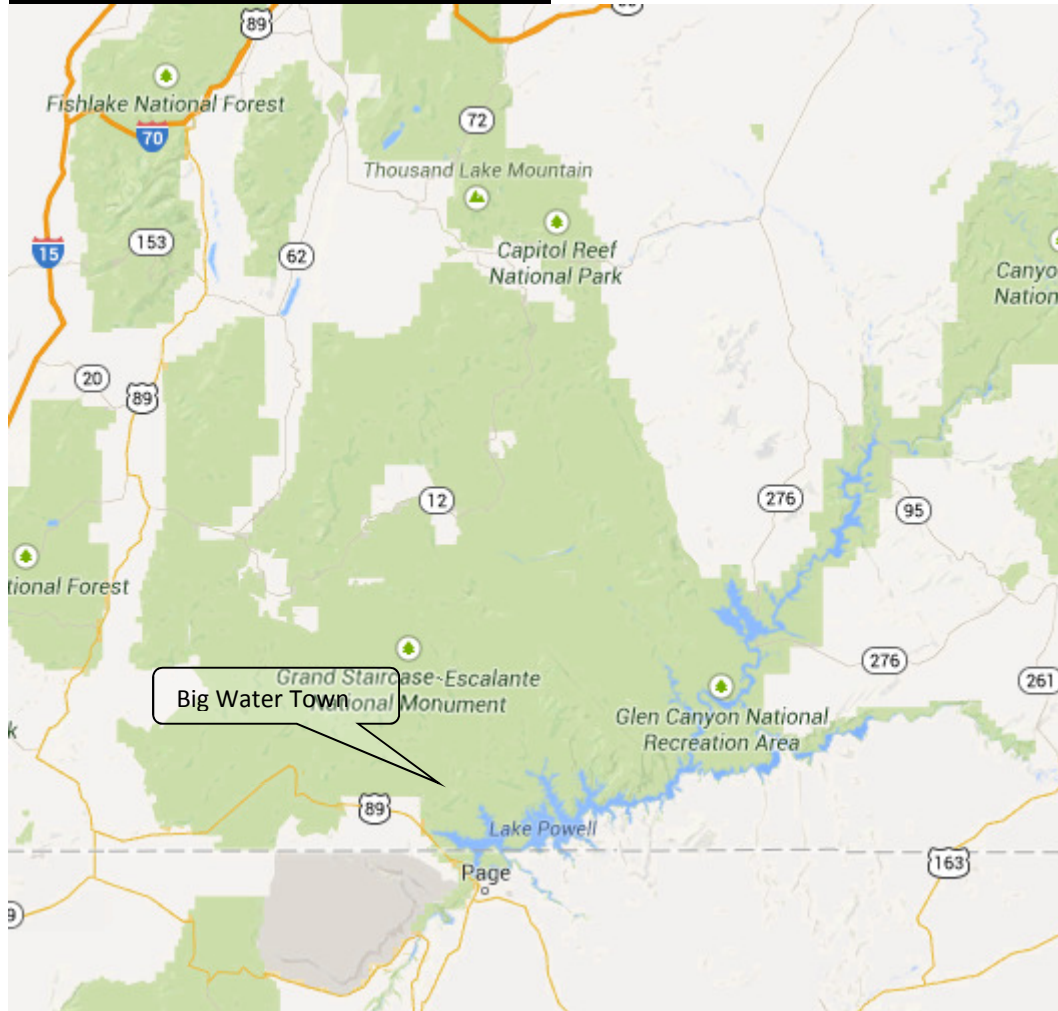 89
Fishlake National Forest
70
72
Thousand Lake Mountain
15
153
62
Capitol Reef
National Park
Canyo
Nation
20
89
12
276
95
tional Forest
Grand Staircase-Escalante
National Monument
Big Water Town
276
261
Glen Canyon National
Recreation Area
k
89
Lake Powell
163
Page
9